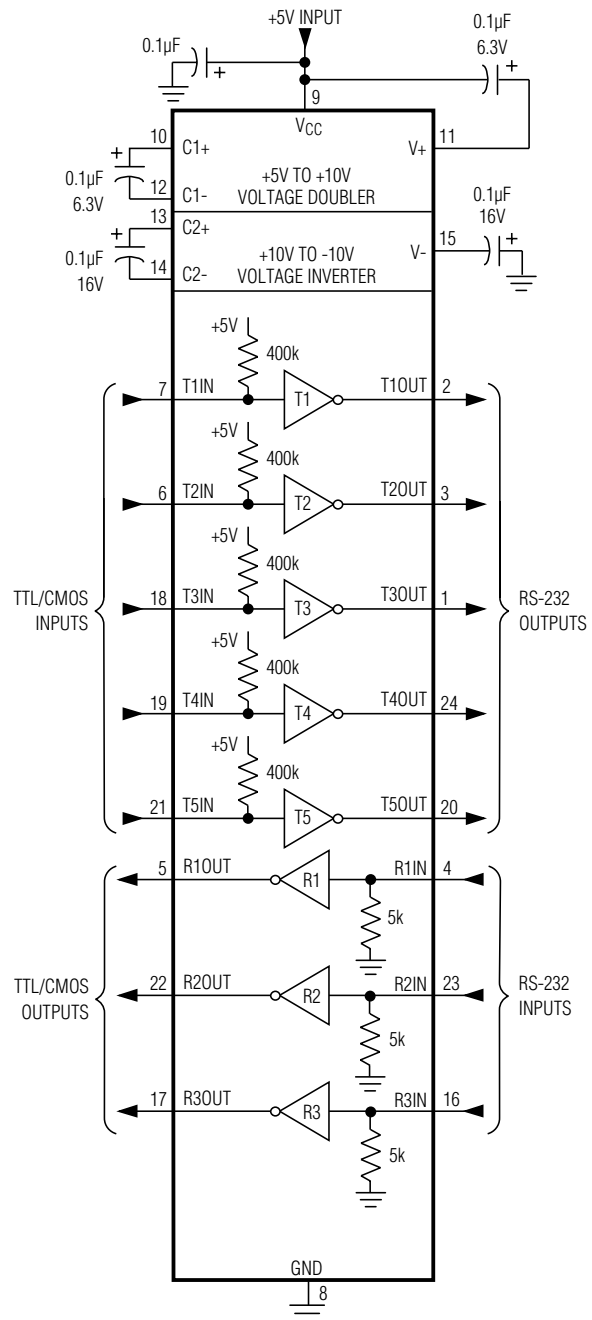 +5V INPUT
0.1µF
0.1µF
6.3V
9
VCC
10
C1+
V+
11
+5V TO +10V
VOLTAGE DOUBLER
0.1µF
6.3V
12
C1-
13
C2+
0.1µF
16V
15
V-
+10V TO -10V
VOLTAGE INVERTER
0.1µF
16V
14
C2-
+5V
400k
7
T1IN
T1
T1OUT
2
+5V
400k
6
T2IN
T2
T2OUT
3
+5V
400k
TTL/CMOS
INPUTS
18
T3IN
T3
T3OUT
1
RS-232
OUTPUTS
+5V
400k
19
T4IN
T4
T4OUT
24
+5V
400k
21
T5IN
T5
T5OUT
20
5
R1OUT
R1
R1IN
4
5k
TTL/CMOS
OUTPUTS
22
R2OUT
R2
R2IN
23
RS-232
INPUTS
5k
17
R3OUT
R3
R3IN
16
5k
GND
8